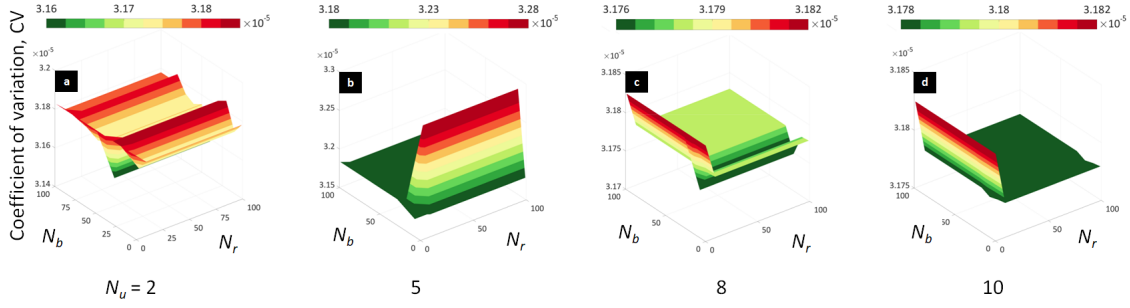 3.16 3.17 3.18
×10⁻⁵
3.18 3.23 3.28
×10⁻⁵
3.176 3.179 3.182
×10⁻⁵
3.178 3.18 3.182
×10⁻⁵
Coefficient of variation, CV
×10⁻⁵
3.2
3.18
3.16
3.14
a
100
75
50
25
0
N_b
0
25
50
75
100
N_r
×10⁻⁵
3.3
3.25
3.2
3.15
b
100
50
0
N_b
0
50
100
N_r
×10⁻⁵
3.185
3.18
3.175
3.17
c
100
50
0
N_b
0
50
100
N_r
×10⁻⁵
3.185
3.18
3.175
d
100
50
0
N_b
0
50
100
N_r
N_u = 2 5 8 10